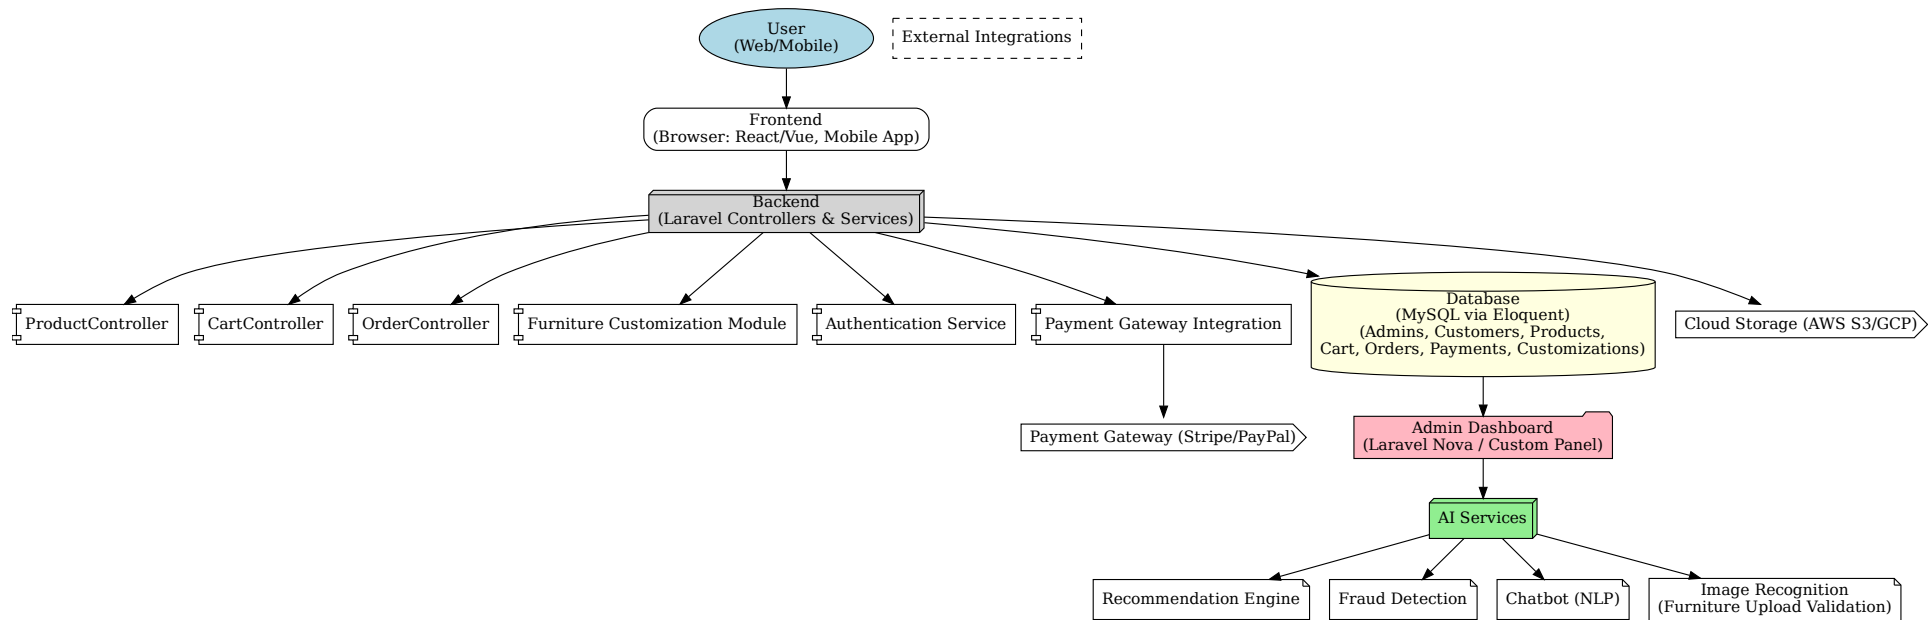 User
(Web/Mobile)
External Integrations
Frontend
(Browser: React/Vue, Mobile App)
Backend
(Laravel Controllers & Services)
ProductController
CartController
OrderController
Furniture Customization Module
Authentication Service
Payment Gateway Integration
Database
(MySQL via Eloquent)
(Admins, Customers, Products,
Cart, Orders, Payments, Customizations)
Cloud Storage (AWS S3/GCP)
Payment Gateway (Stripe/PayPal)
Admin Dashboard
(Laravel Nova / Custom Panel)
AI Services
Recommendation Engine
Fraud Detection
Chatbot (NLP)
Image Recognition
(Furniture Upload Validation)